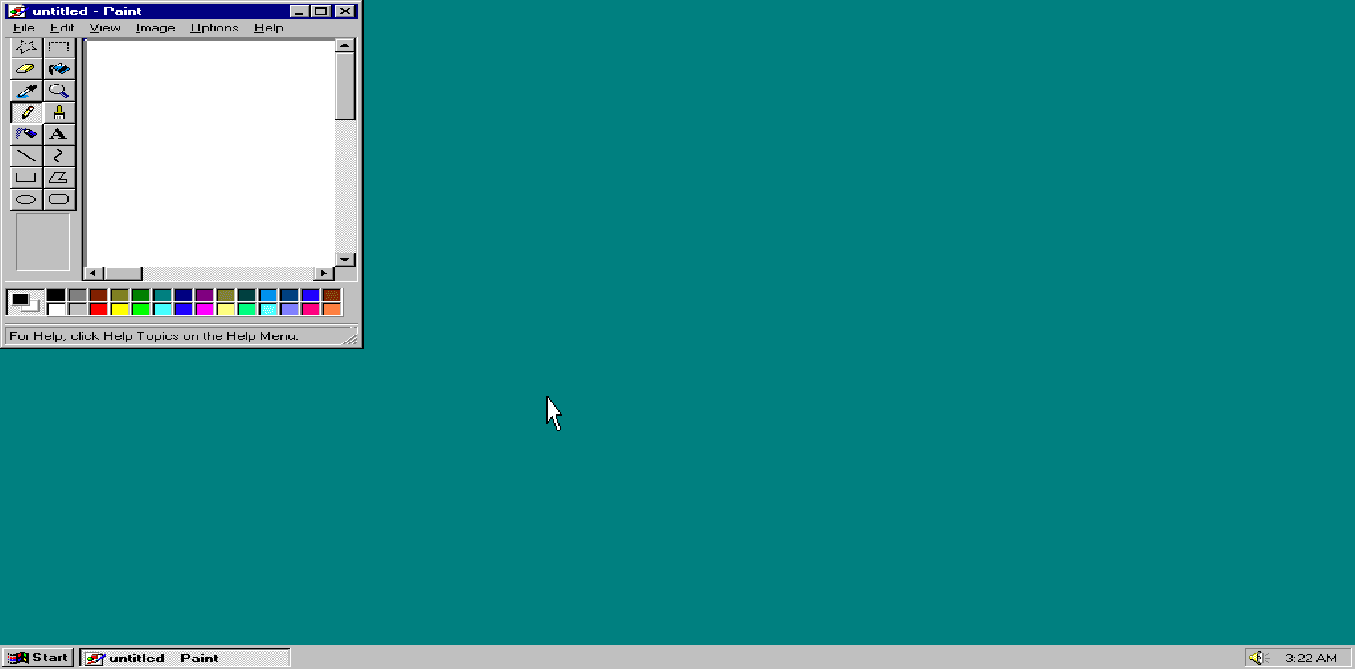 untitled - Paint
File Edit View Image Options Help
A
For Help, click Help Topics on the Help Menu.
Start untitled - Paint 3:22 AM